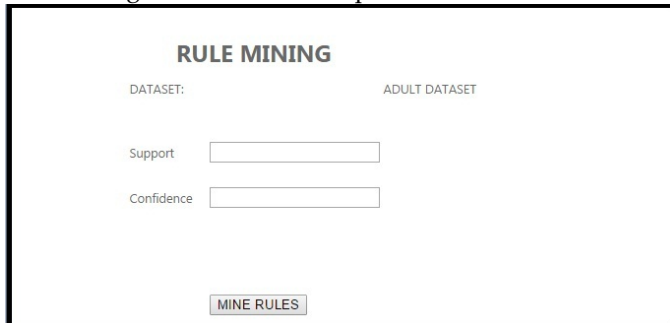 RULE MINING
DATASET: ADULT DATASET
Support
Confidence
MINE RULES